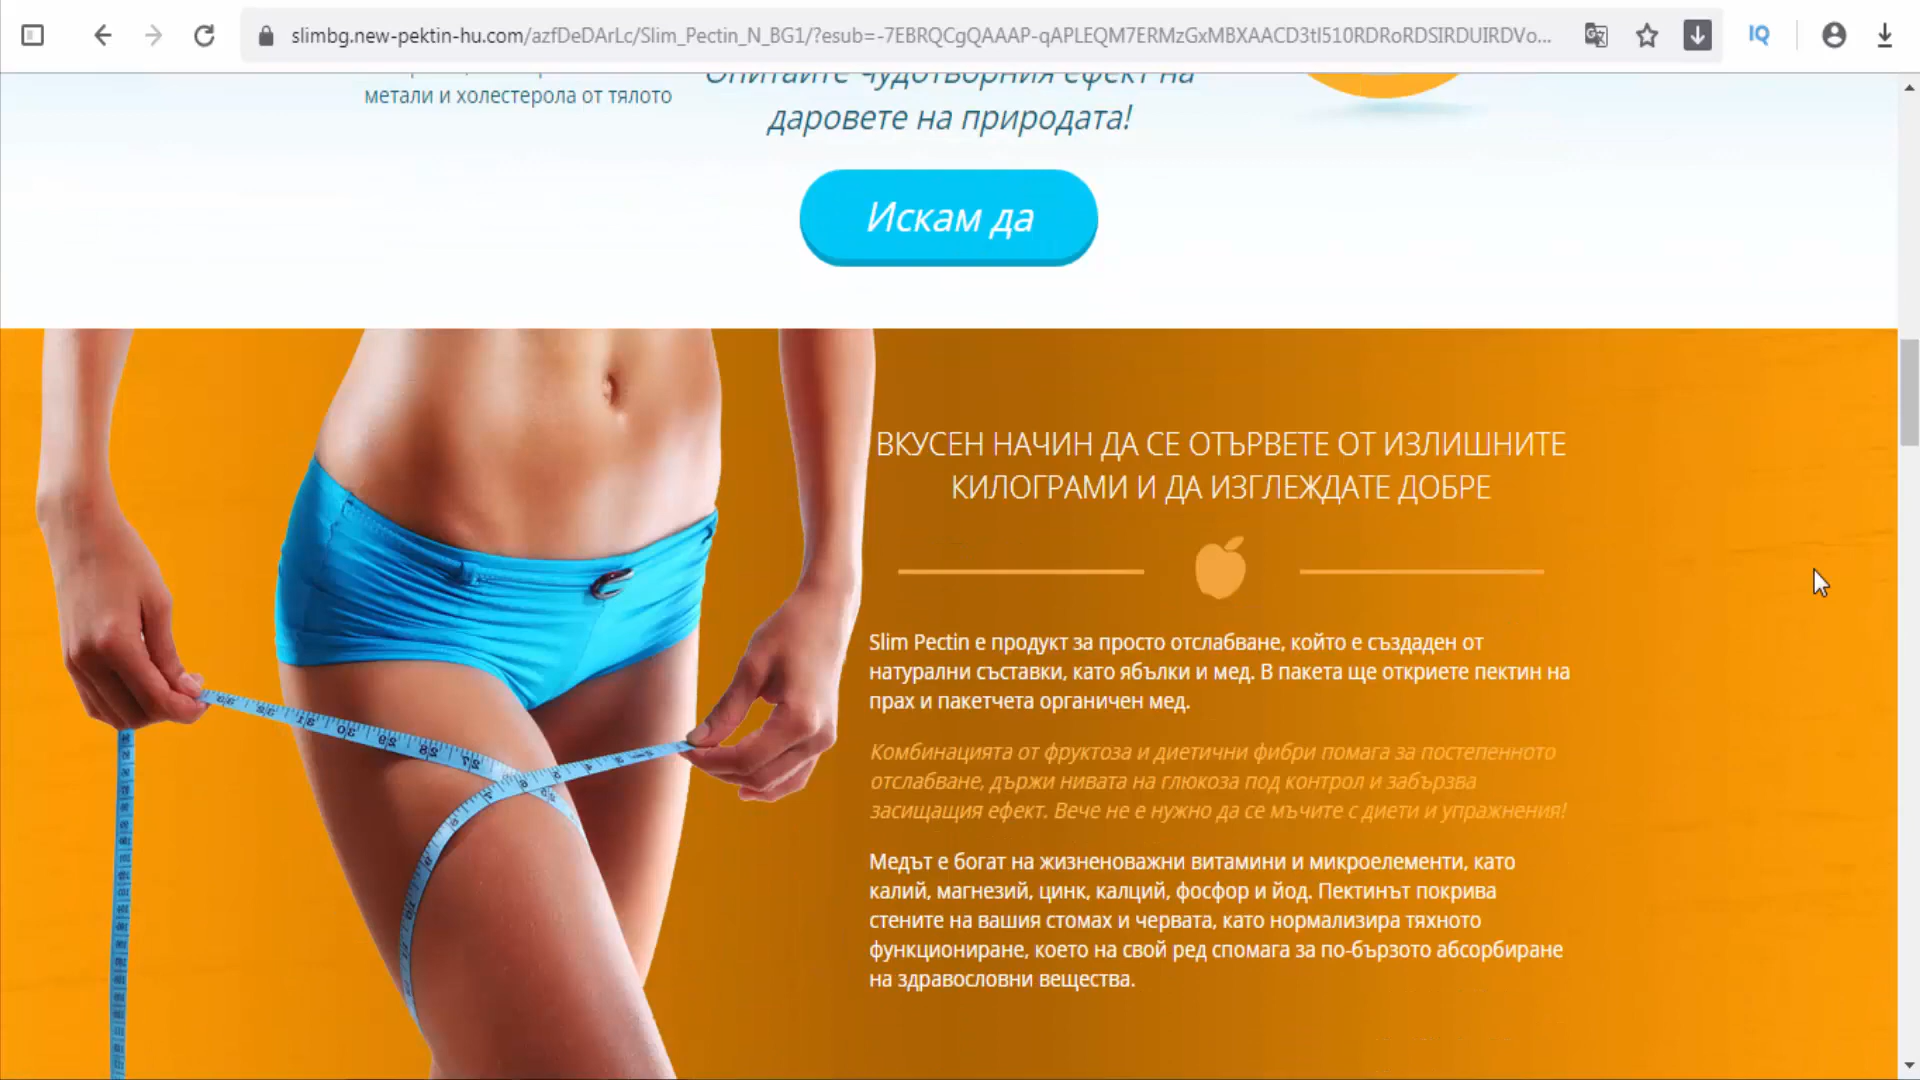 slimbg.new-pektin-hu.com/azfDeDArLc/Slim_Pectin_N_BG1/?esub=-7EBRQCgQAAAP-qAPLEQM7ERMzGxMBXAACD3tI510RDRoRDSIRDUIRDVo...
IQ
Опитайте чудотворния ефект на
метали и холестерола от тялото
даровете на природата!
Искам да
ВКУСЕН НАЧИН ДА СЕ ОТЪРВЕТЕ ОТ ИЗЛИШНИТЕ
КИЛОГРАМИ И ДА ИЗГЛЕЖДАТЕ ДОБРЕ
Slim Pectin е продукт за просто отслабване, който е създаден от
натурални съставки, като ябълки и мед. В пакета ще откриете пектин на
прах и пакетчета органичен мед.
Комбинацията от фруктоза и диетични фибри помага за постепенното
отслабване, държи нивата на глюкоза под контрол и забързва
засищащия ефект. Вече не е нужно да се мъчите с диети и упражнения!
Медът е богат на жизненоважни витамини и микроелементи, като
калий, магнезий, цинк, калций, фосфор и йод. Пектинът покрива
стените на вашия стомах и червата, като нормализира тяхното
функциониране, което на свой ред спомага за по-бързото абсорбиране
на здравословни вещества.